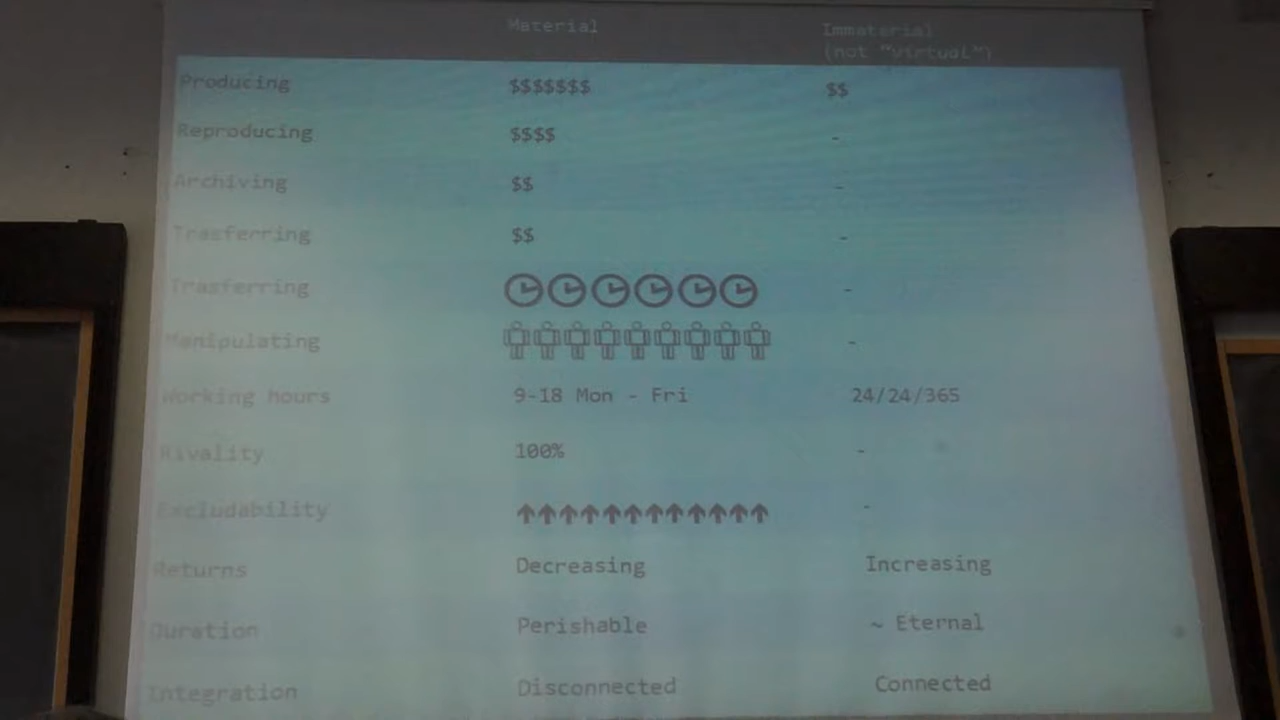 Material Immaterial
(not "virtual")
Producing $$$$$$$ $$
Reproducing $$$$ -
Archiving $$ -
Trasferring $$ -
Trasferring -
Manipulating -
Working hours 9-18 Mon - Fri 24/24/365
Rivality 100% -
Excludability -
Returns Decreasing Increasing
Duration Perishable ~ Eternal
Integration Disconnected Connected